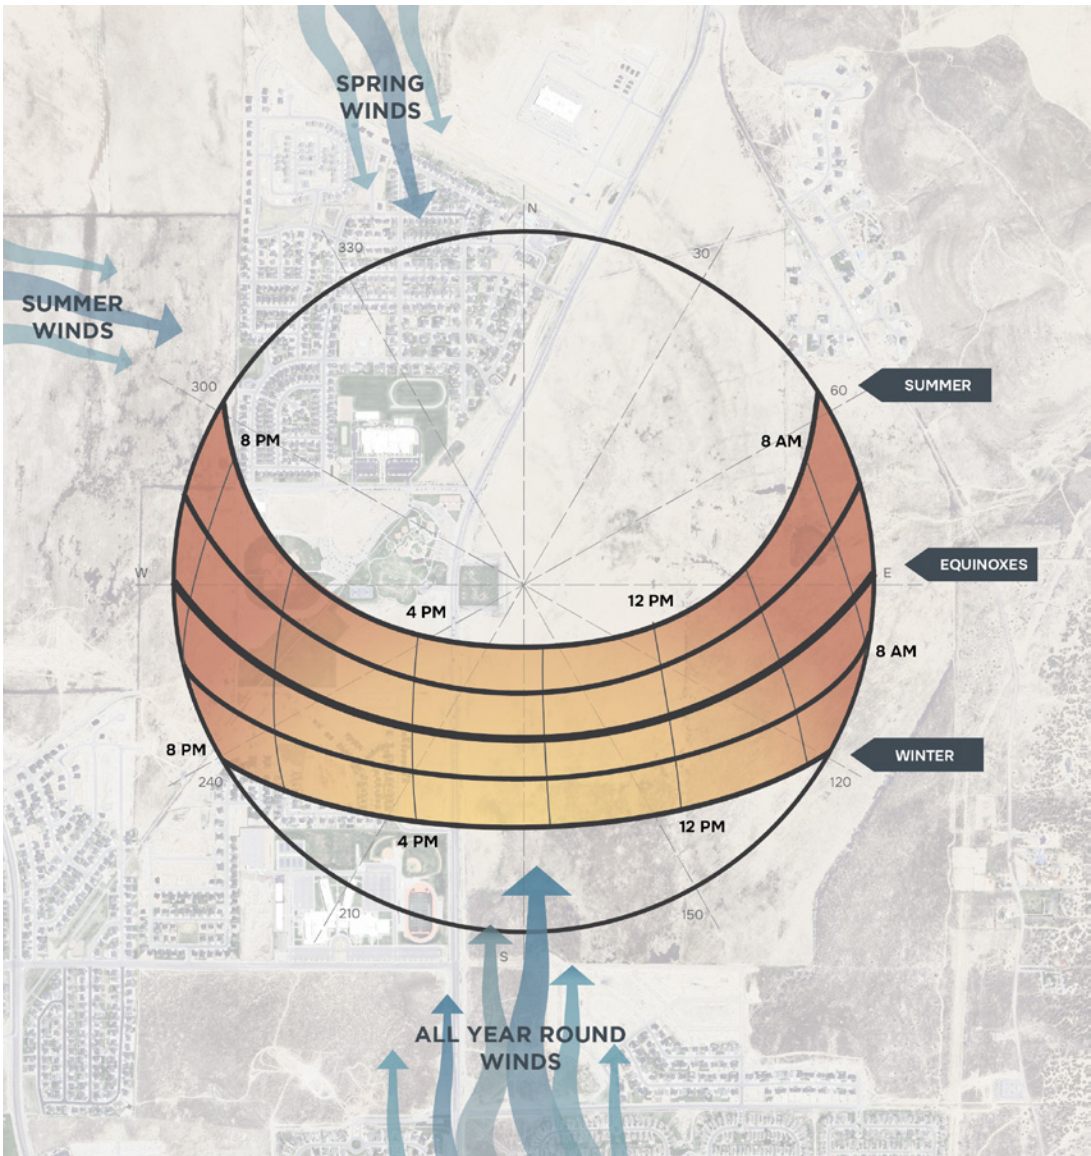 SPRING
WINDS
N
330
30
SUMMER
WINDS
300
60
SUMMER
8 PM
8 AM
W
E
EQUINOXES
4 PM
12 PM
8 AM
8 PM
240
120
WINTER
4 PM
12 PM
210
150
S
ALL YEAR ROUND
WINDS